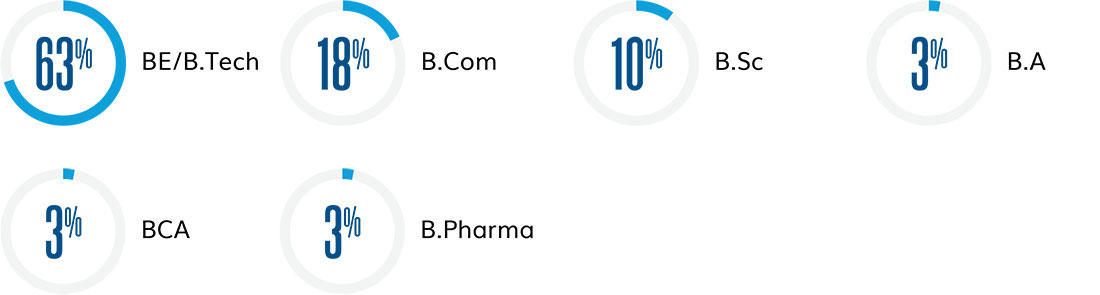 63% BE/B.Tech
18% B.Com
10% B.Sc
3% B.A
3% BCA
3% B.Pharma